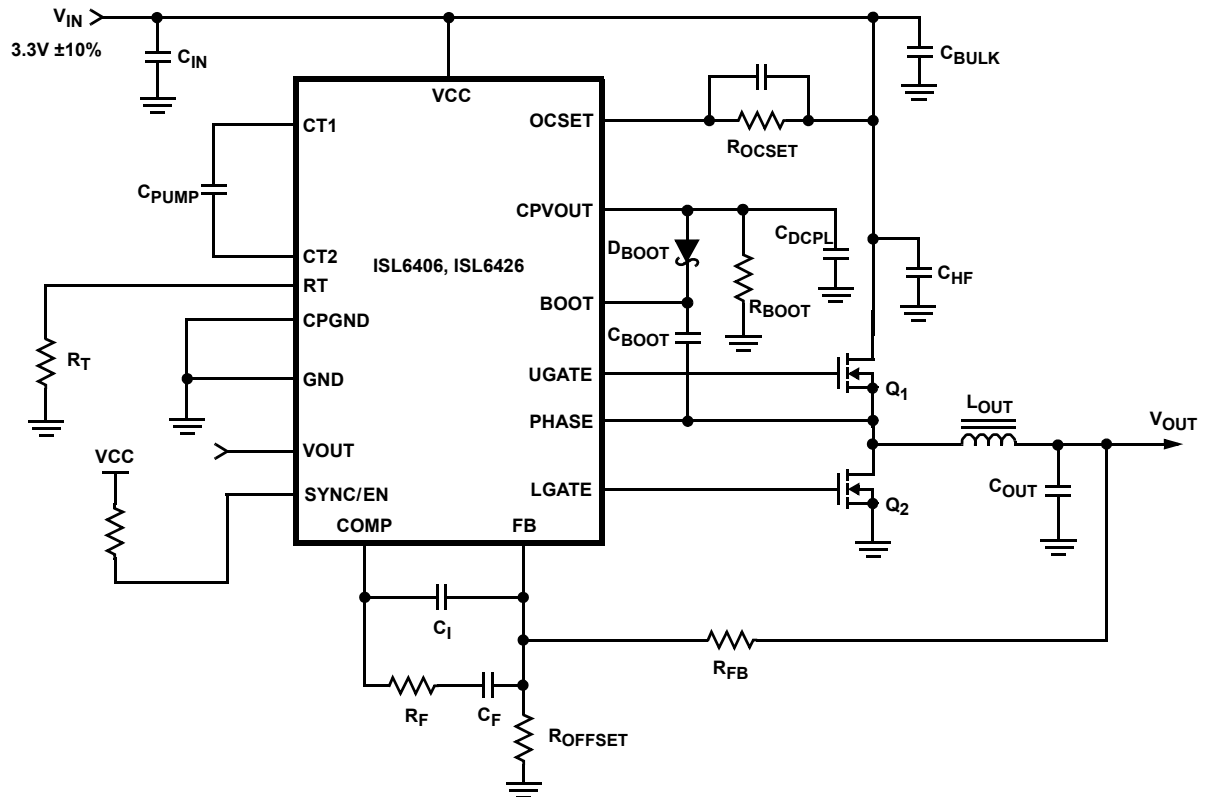 VIN
3.3V ±10%
CIN
CBULK
VCC
CT1
OCSET
ROCSET
CPUMP
CPVOUT
DBOOT
CDCPL
CT2
ISL6406, ISL6426
RT
BOOT
RBOOT
CHF
CPGND
CBOOT
RT
GND
UGATE
Q1
PHASE
LOUT
VOUT
VOUT
VCC
SYNC/EN
LGATE
Q2
COUT
COMP
FB
CI
RFB
RF
CF
ROFFSET